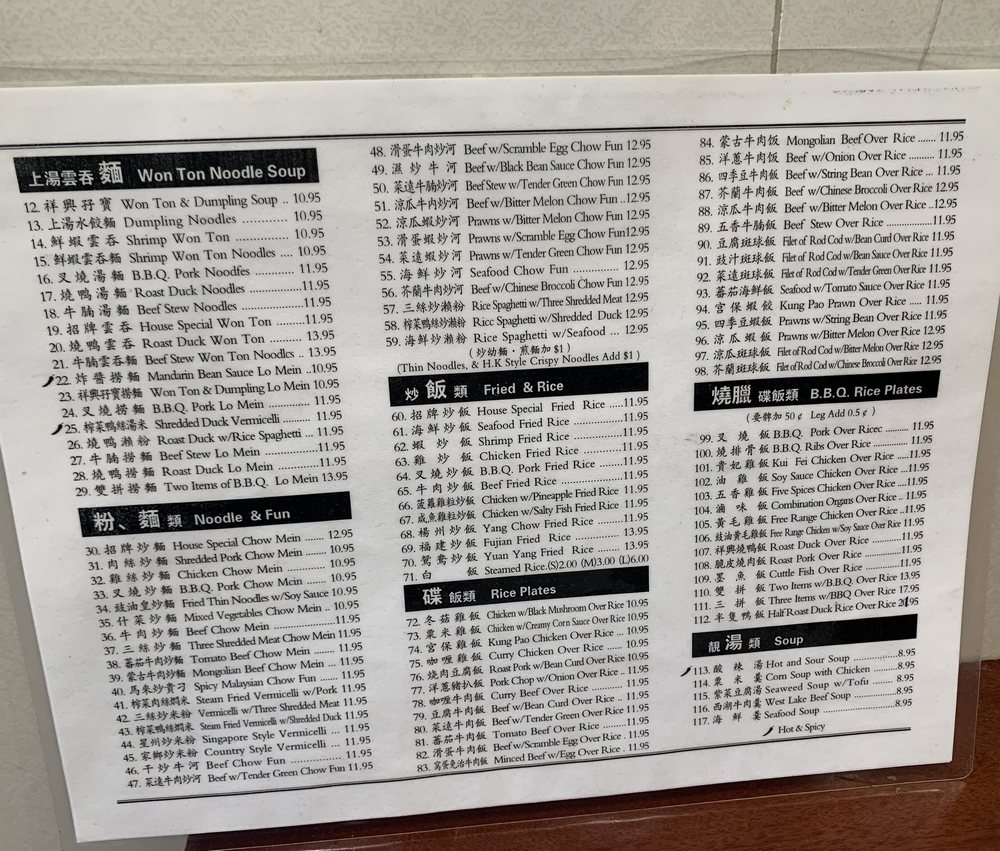 上湯雲吞 麵 Won Ton Noodle Soup
12. 祥興孖寶 Won Ton & Dumpling Soup .. 10.95
13. 上湯水餃麵 Dumpling Noodles ............ 10.95
14. 鮮蝦雲吞 Shrimp Won Ton ............... 10.95
15. 鮮蝦雲吞麵 Shrimp Won Ton Noodles .... 10.95
16. 叉燒湯麵 B.B.Q. Pork Noodfes ........... 11.95
17. 燒鴨湯麵 Roast Duck Noodles ..............11.95
18. 牛腩湯麵 Beef Stew Noodles ...............11.95
19. 招牌雲吞 House Special Won Ton .........11.95
20. 燒鴨雲吞 Roast Duck Won Ton .......... 13.95
21. 牛腩雲吞麵 Beef Stew Won Ton Noodlcs .. 13.95
22. 炸醬撈麵 Mandarin Bean Sauce Lo Mein ..10.95
23. 祥興孖寶撈麵 Won Ton & Dumpling Lo Mein 10.95
24. 叉燒撈麵 B.B.Q. Pork Lo Mein ............ 11.95
25. 榨菜鴨絲湯米 Shredded Duck Vermicelli ......... 11.95
26. 燒鴨瀨粉 Roast Duck w/Rice Spaghetti ... 11.95
27. 牛腩撈麵 Beef Stew Lo Mein ............... 11.95
28. 燒鴨撈麵 Roast Duck Lo Mein .............11.95
29. 雙拼撈麵 Two Items of B.B.Q. Lo Mein 13.95
粉、麵 類 Noodle & Fun
30. 招牌炒麵 House Special Chow Mein ...... 12.95
31. 肉絲炒麵 Shredded Pork Chow Mein ..... 10.95
32. 雞絲炒麵 Chicken Chow Mein ............ 10.95
33. 叉燒炒麵 B.B.Q. Pork Chow Mcin ........ 10.95
34. 豉油皇炒麵 Fried Thin Noodles w/Soy Sauce 10.95
35. 什菜炒麵 Mixed Vegetables Chow Mein .. 10.95
36. 牛肉炒麵 Beef Chow Mein .................. 11.95
37. 三絲炒麵 Three Shredded Meat Chow Mein 11.95
38. 蕃茄牛肉炒麵 Tomato Beef Chow Mein ....... 11.95
39. 蒙古牛肉炒麵 Mongolian Beef Chow Mein ... 11.95
40. 馬來炒貴刁 Spicy Malaysian Chow Fun ...... 11.95
41. 榨菜肉絲燜米 Steam Fried Vermicelli w/Pork 11.95
42. 三絲炒米粉 Vermicelli w/Three Shredded Meat 11.95
43. 榨菜鴨絲燜米 Steam Fried Vermicelli w/Shredded Duck 11.95
44. 星州炒米粉 Singapore Style Vermicelli ... 11.95
45. 家鄉炒米粉 Country Style Vermicelli ... 11.95
46. 干炒牛河 Beef Chow Fun ............... 11.95
47. 菜遠牛肉炒河 Beef w/Tender Green Chow Fun 11.95
48. 滑蛋牛肉炒河 Beef w/Scramble Egg Chow Fun 12.95
49. 濕炒牛河 Beef w/Black Bean Sauce Chow Fun 12.95
50. 菜遠牛腩炒河 Beef Stew w/Tender Green Chow Fun 12.95
51. 涼瓜牛肉炒河 Beef w/Bitter Melon Chow Fun ..12.95
52. 涼瓜蝦炒河 Prawns w/Bitter Melon Chow Fun 12.95
53. 滑蛋蝦炒河 Prawns w/Scramble Egg Chow Fun12.95
54. 菜遠蝦炒河 Prawns w/Tender Green Chow Fun 12.95
55. 海鮮炒河 Seafood Chow Fun ............. 12.95
56. 芥蘭牛肉炒河 Beef w/Chinese Broccoli Chow Fun 12.95
57. 三絲炒瀨粉 Rice Spaghetti w/Three Shredded Meat 12.95
58. 榨菜鴨絲炒瀨粉 Ricc Spaghetti w/Shredded Duck 12.95
59. 海鮮炒瀨粉 Rice Spaghetti w/Seafood ... 12.95
(炒幼麵·煎麵加 $1)
(Thin Noodles, & H.K Style Crispy Noodles Add $1)
炒 飯 類 Fried & Rice
60. 招牌炒飯 House Special Fried Rice .....11.95
61. 海鮮炒飯 Seafood Fried Rice ...............11.95
62. 蝦炒飯 Shrimp Fried Rice ................11.95
63. 雞炒飯 Chicken Fried Rice ..............11.95
64. 叉燒炒飯 B.B.Q. Pork Fried Rice ..........11.95
65. 牛肉炒飯 Beef Fried Rice ...................11.95
66. 菠蘿雞粒炒飯 Chicken w/Pineapple Fried Rice 11.95
67. 咸魚雞粒炒飯 Chicken w/Salty Fish Fried Rice 11.95
68. 楊州炒飯 Yang Chow Fried Rice .........11.95
69. 福建炒飯 Fujian Fried Rice ............13.95
70. 鴛鴦炒飯 Yuan Yang Fried Rice ........13.95
71. 白飯 Steamed Rice.(S)2.00 (M)3.00 (L)6.00
碟 飯類 Rice Plates
72. 冬菇雞飯 Chicken w/Black Mushroom Over Rice 10.95
73. 粟米雞飯 Chicken w/Creamy Corn Sauce Over Rice 10.95
74. 宮保雞飯 Kung Pao Chicken Over Rice ... 10.95
75. 咖喱雞飯 Curry Chicken Over Rice ...... 10.95
76. 燒肉豆腐飯 Roast Pork w/Bean Curd Over Rice 10.95
77. 洋蔥豬扒飯 Pork Chop w/Onion Over Rice .. 11.95
78. 咖喱牛肉飯 Curry Beef Over Rice ............ 11.95
79. 豆腐牛肉飯 Beef w/Bean Curd Over Rice .... 11.95
80. 菜遠牛肉飯 Beef w/Tender Green Over Rice 11.95
81. 蕃茄牛肉飯 Tomato Beef Over Rice .......... 11.95
82. 滑蛋牛肉飯 Beef w/Scramble Egg Over Rice . 11.95
83. 窩蛋免治牛肉飯 Minced Beef w/Egg Over Rice . 11.95
84. 蒙古牛肉飯 Mongolian Beef Over Rice ....... 11.95
85. 洋蔥牛肉飯 Beef w/Onion Over Rice ......... 11.95
86. 四季豆牛肉飯 Beef w/String Bean Over Rice ... 11.95
87. 芥蘭牛肉飯 Beef w/Chinese Broccoli Over Rice 12.95
88. 涼瓜牛肉飯 Beef w/Bitter Melon Over Rice ..12.95
89. 五香牛腩飯 Beef Stew Over Rice ..............11.95
90. 豆腐斑球飯 Filet of Rod Cod w/Bean Curd Over Rice 11.95
91. 豉汁斑球飯 Filet of Rod Cod w/Bean Sauce Over Rice 11.95
92. 菜遠斑球飯 Filet of Rod Cod w/Tender Green Over Rice 11.95
93. 蕃茄海鮮飯 Seafood w/Tomato Sauce Over Rice 11.95
94. 宮保蝦飯 Kung Pao Prawn Over Rice ..... 11.95
95. 四季豆蝦飯 Prawns w/String Bean Over Rice 11.95
96. 涼瓜蝦飯 Prawns w/Bitter Melon Over Rice 12.95
97. 涼瓜斑球飯 Filet of Rod Cod w/Bitter Melon Over Rice 12.95
98. 芥蘭斑球飯 Filet of Rod Cod w/Chinese Broccoli Over Rice 12.95
燒臘 碟飯類 B.B.Q. Rice Plates
(要髀加 50 ¢ Leg Add 0.5 ¢)
99. 叉燒飯 B.B.Q. Pork Over Ricec ......... 11.95
100. 燒排骨飯 B.B.Q. Ribs Over Rice ............ 11.95
101. 貴妃雞飯 Kui Fei Chicken Over Rice .... 11.95
102. 油雞飯 Soy Sauce Chicken Over Rice ...11.95
103. 五香雞飯 Five Spices Chicken Over Rice ....11.95
104. 滷味飯 Combination Organs Over Rice .. 11.95
105. 黃毛雞飯 Free Range Chicken Over Rice ..11.95
106. 豉油黃毛雞飯 Free Range Chicken w/Soy Sauce Over Rice 11.95
107. 祥興燒鴨飯 Roast Duck Over Rice ............ 11.95
108. 脆皮燒肉飯 Roast Pork Over Rice ............. 11.95
109. 墨魚飯 Cuttle Fish Over Rice ............ 11.95
110. 雙拼飯 Two Items w/B.B.Q. Over Rice 13.95
111. 三拼飯 Three Items w/BBQ Over Rice 17.95
112. 半隻鴨飯 Half Roast Duck Rice Over Rice 21.95
靚 湯 類 Soup
113. 酸辣湯 Hot and Sour Soup ...............8.95
114. 粟米羹 Corn Soup with Chicken .........8.95
115. 紫菜豆腐湯 Seaweed Soup w/Tofu ........8.95
116. 西湖牛肉羹 West Lake Beef Soup ............8.95
117. 海鮮羹 Seafood Soup .....................8.95
Hot & Spicy